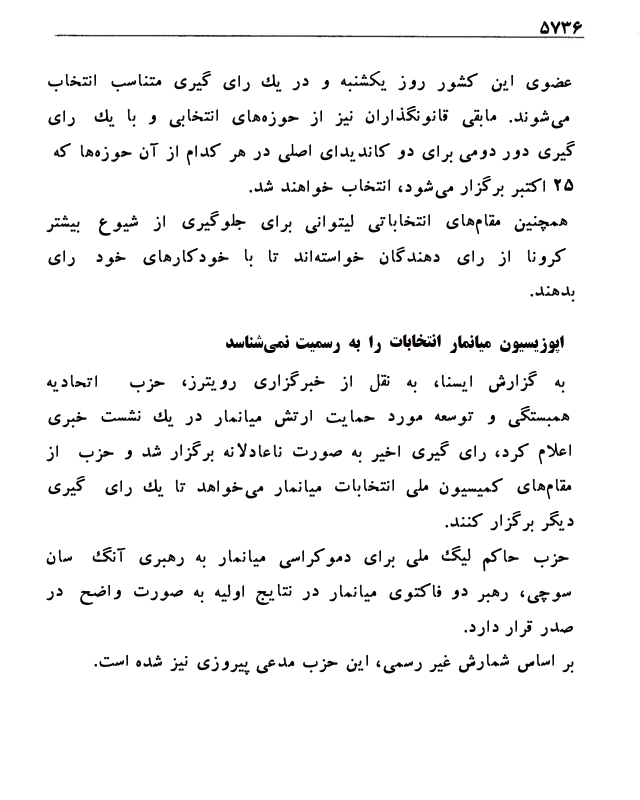 ۵۷۳۶
عضوی این کشور روز یکشنبه و در یك رای گیری متناسب انتخاب
می‌شوند. مابقی قانونگذاران نیز از حوزه‌های انتخابی و با یك رای
گیری دور دومی برای دو کاندیدای اصلی در هر کدام از آن حوزه‌ها که
۲۵ اکتبر برگزار می‌شود، انتخاب خواهند شد.
همچنین مقام‌های انتخاباتی لیتوانی برای جلوگیری از شیوع بیشتر
کرونا از رای دهندگان خواسته‌اند تا با خودکارهای خود رای
بدهند.
اپوزیسیون میانمار انتخابات را به رسمیت نمی‌شناسد
به گزارش ایسنا، به نقل از خبرگزاری رویترز، حزب اتحادیه
همبستگی و توسعه مورد حمایت ارتش میانمار در یك نشست خبری
اعلام کرد، رای گیری اخیر به صورت ناعادلانه برگزار شد و حزب از
مقام‌های کمیسیون ملی انتخابات میانمار می‌خواهد تا یك رای گیری
دیگر برگزار کنند.
حزب حاکم لیگ ملی برای دموکراسی میانمار به رهبری آنگ سان
سوچی، رهبر دو فاکتوی میانمار در نتایج اولیه به صورت واضح در
صدر قرار دارد.
بر اساس شمارش غیر رسمی، این حزب مدعی پیروزی نیز شده است.